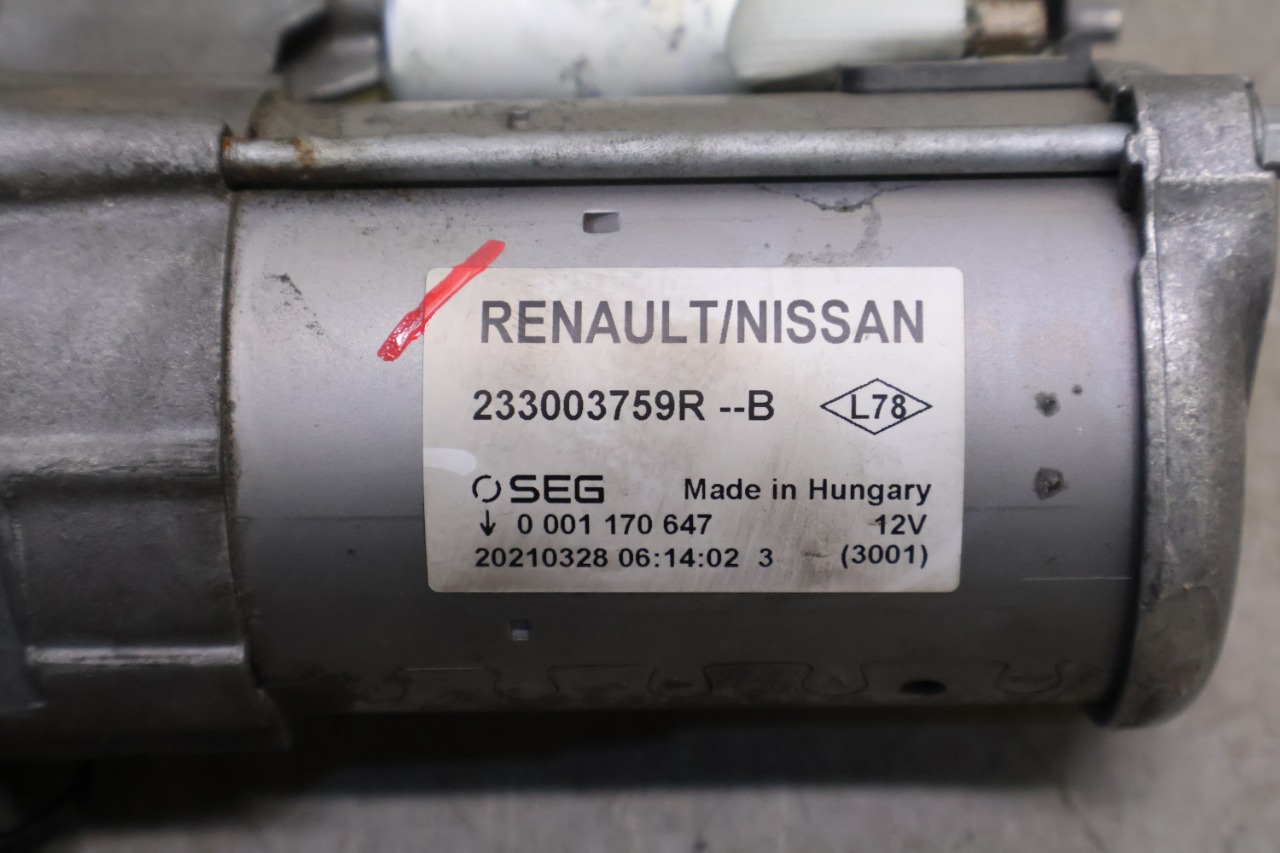 RENAULT/NISSAN
233003759R --B L78
SEG Made in Hungary
↓ 0 001 170 647 12V
20210328 06:14:02 3 (3001)